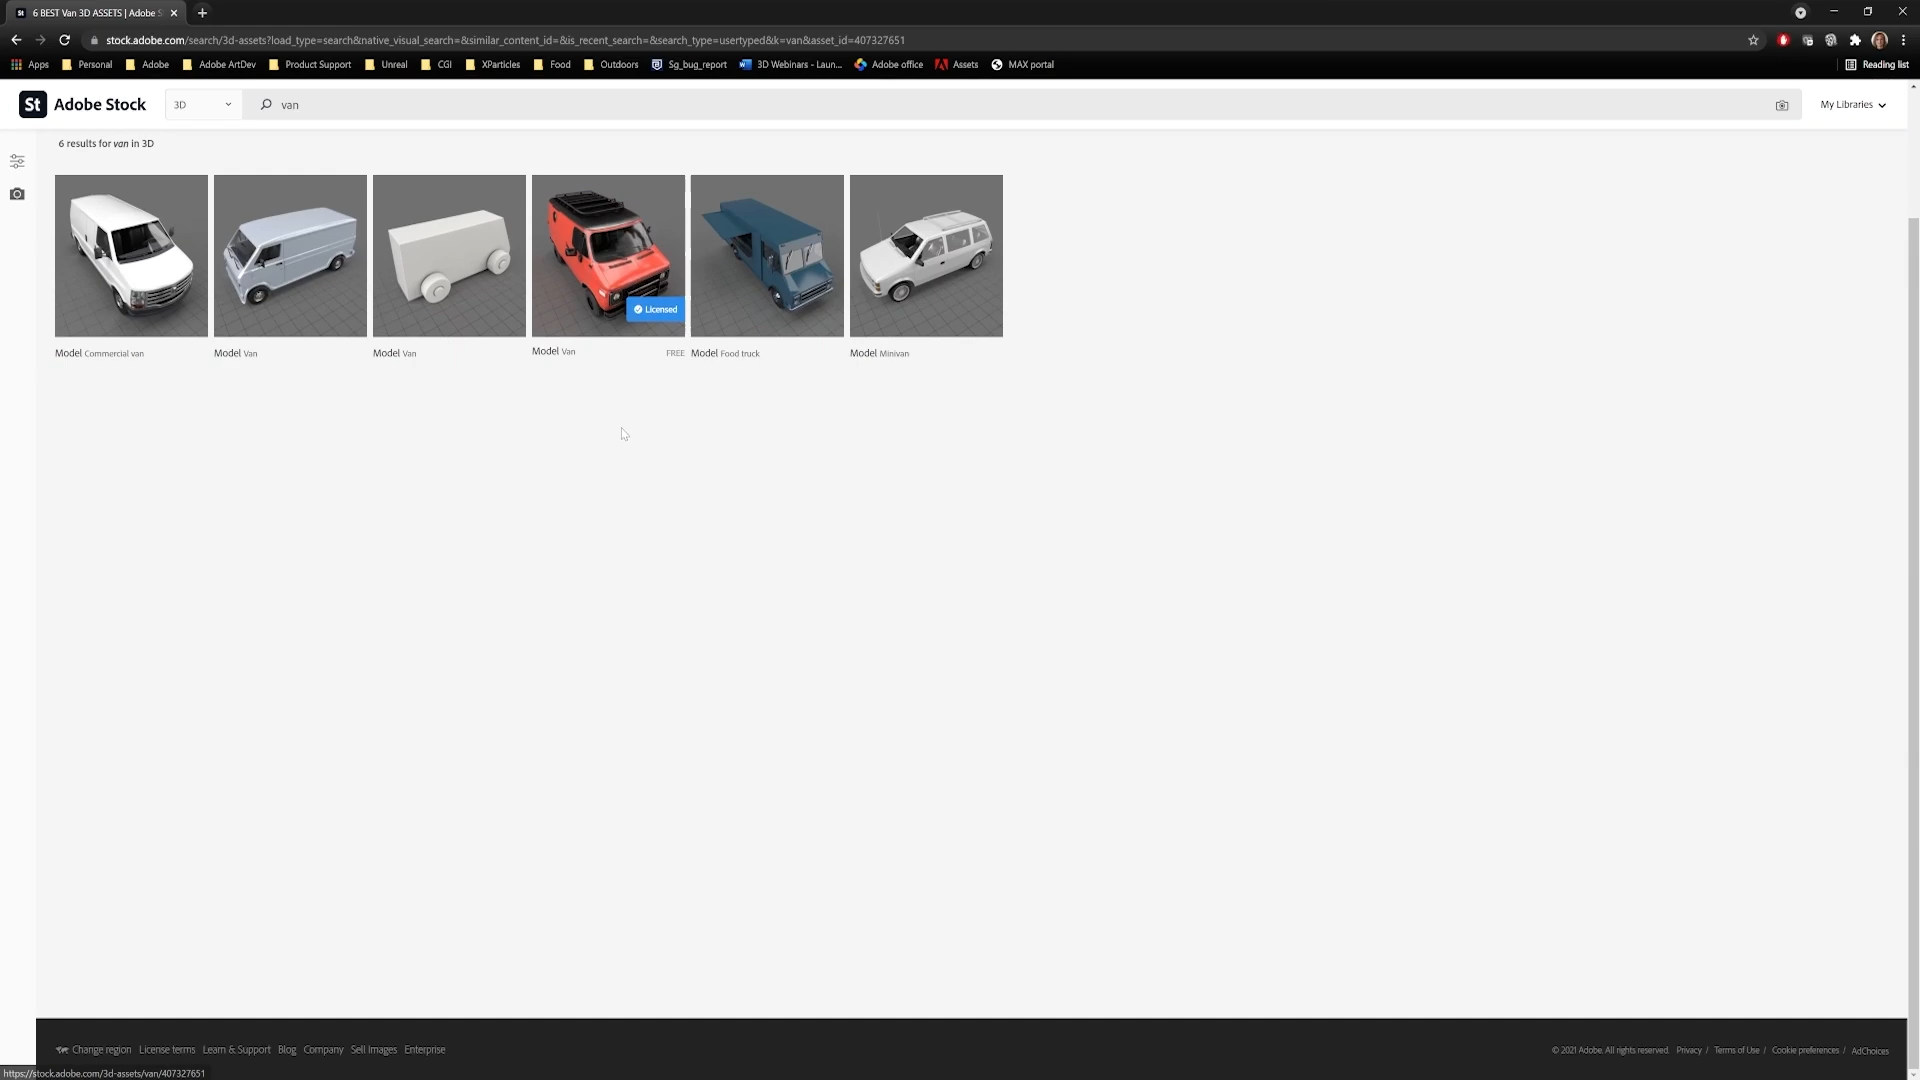 St 6 BEST Van 3D ASSETS | Adobe S
stock.adobe.com/search/3d-assets?load_type=search&native_visual_search=&similar_content_id=&is_recent_search=&search_type=usertyped&k=van&asset_id=407327651
Apps Personal Adobe Adobe ArtDev Product Support Unreal CGI XParticles Food Outdoors Sg_bug_report 3D Webinars - Laun... Adobe office Assets MAX portal Reading list
St Adobe Stock 3D van My Libraries
6 results for van in 3D
Licensed
Model Commercial van Model Van Model Van Model Van FREE Model Food truck Model Minivan
Change region License terms Learn & Support Blog Company Sell Images Enterprise © 2021 Adobe. All rights reserved. Privacy / Terms of Use / Cookie preferences / AdChoices
https://stock.adobe.com/3d-assets/van/407327651